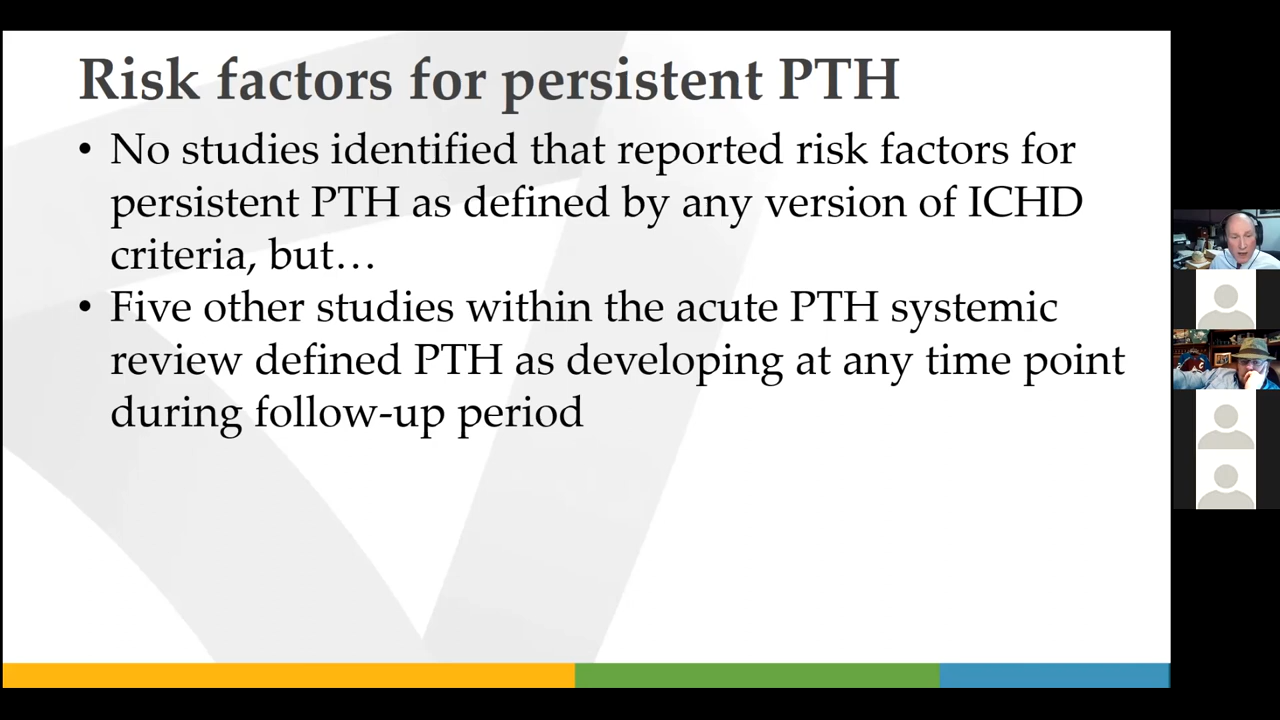 Risk factors for persistent PTH
• No studies identified that reported risk factors for
persistent PTH as defined by any version of ICHD
criteria, but…
• Five other studies within the acute PTH systemic
review defined PTH as developing at any time point
during follow-up period